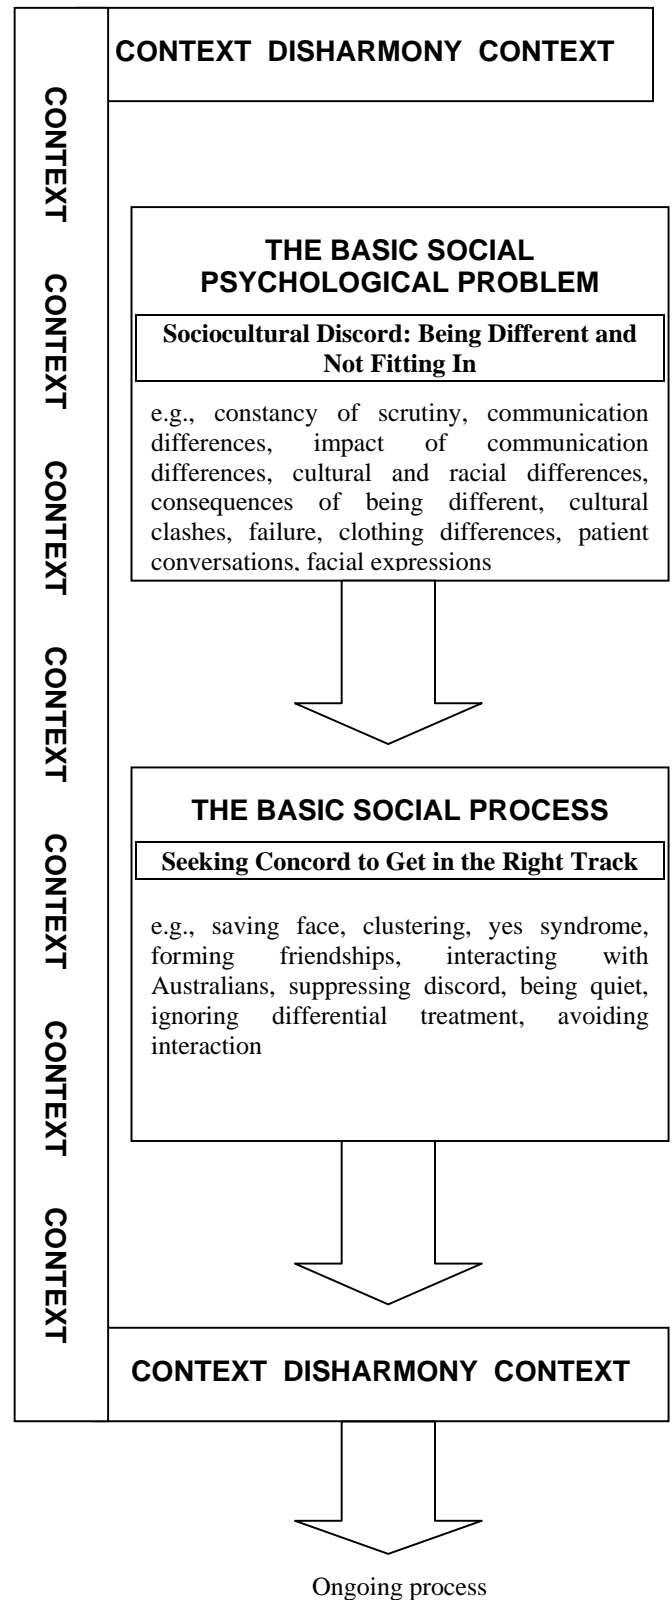 CONTEXT DISHARMONY CONTEXT
CONTEXT CONTEXT CONTEXT CONTEXT CONTEXT CONTEXT CONTEXT
THE BASIC SOCIAL
PSYCHOLOGICAL PROBLEM
Sociocultural Discord: Being Different and
Not Fitting In
e.g., constancy of scrutiny, communication
differences, impact of communication
differences, cultural and racial differences,
consequences of being different, cultural
clashes, failure, clothing differences, patient
conversations, facial expressions
THE BASIC SOCIAL PROCESS
Seeking Concord to Get in the Right Track
e.g., saving face, clustering, yes syndrome,
forming friendships, interacting with
Australians, suppressing discord, being quiet,
ignoring differential treatment, avoiding
interaction
CONTEXT DISHARMONY CONTEXT
Ongoing process